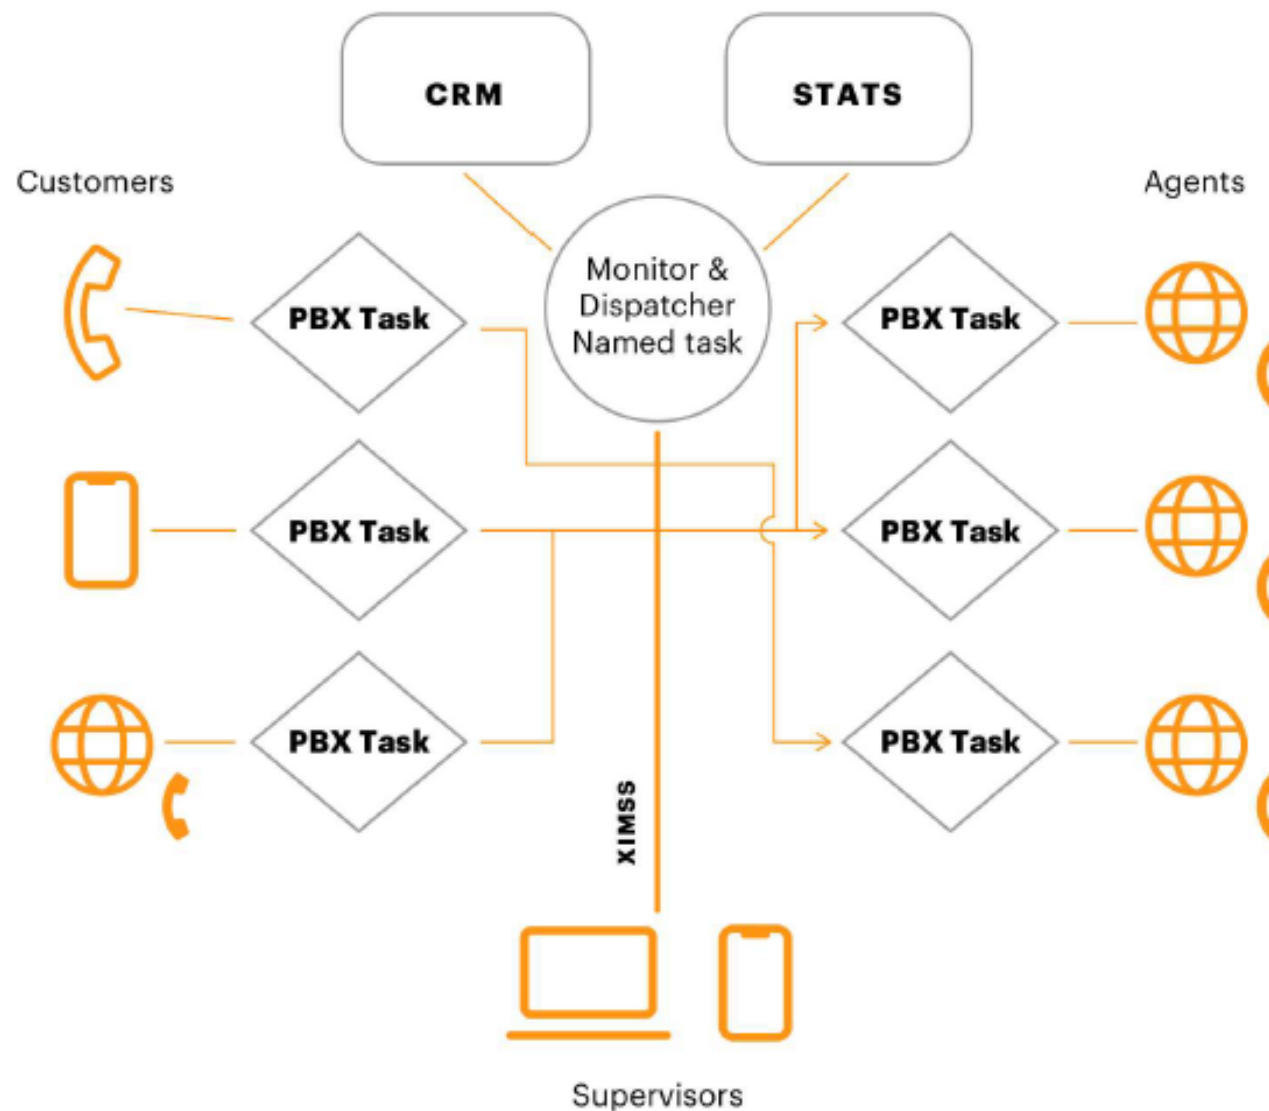 CRM
STATS
Customers
Agents
Monitor &
Dispatcher
Named task
PBX Task
PBX Task
PBX Task
PBX Task
PBX Task
PBX Task
XIMSS
Supervisors